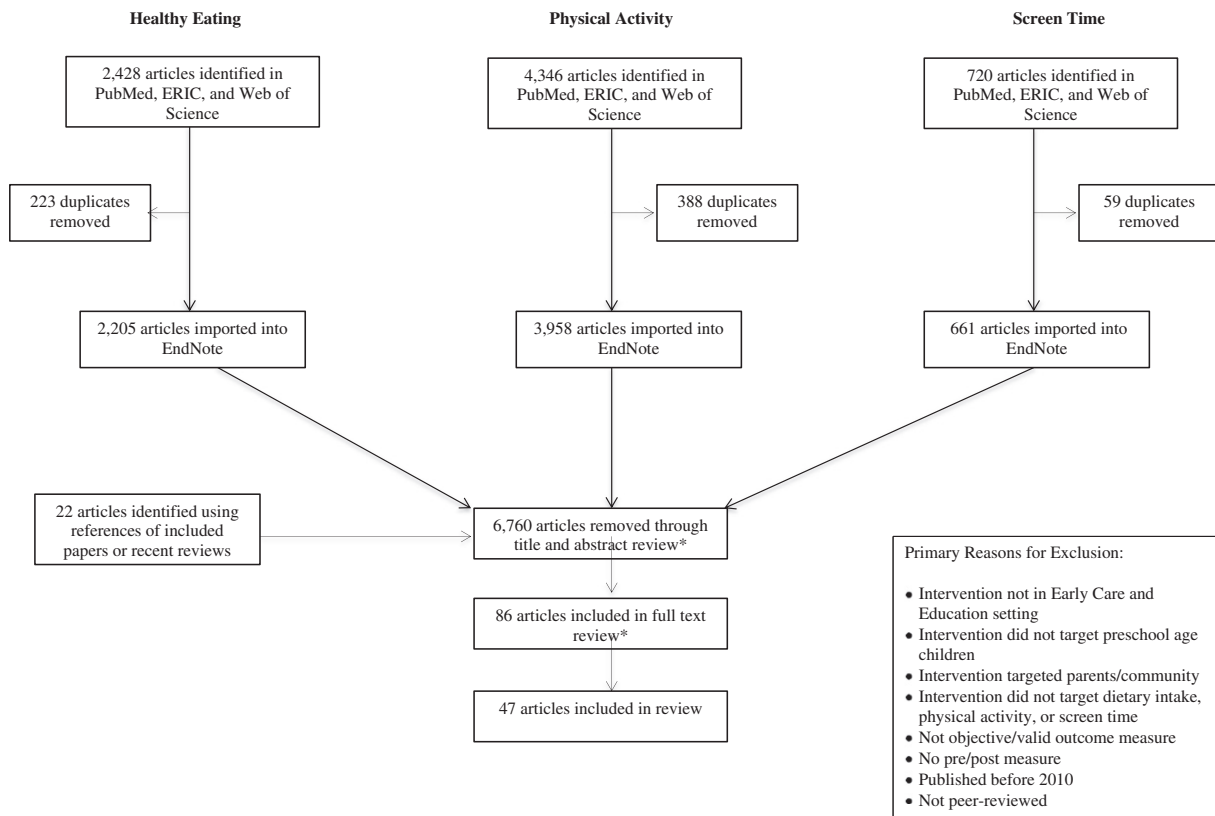 Healthy Eating
Physical Activity
Screen Time
2,428 articles identified in
PubMed, ERIC, and Web of
Science
4,346 articles identified in
PubMed, ERIC, and Web of
Science
720 articles identified in
PubMed, ERIC, and Web of
Science
223 duplicates
removed
388 duplicates
removed
59 duplicates
removed
2,205 articles imported into
EndNote
3,958 articles imported into
EndNote
661 articles imported into
EndNote
22 articles identified using
references of included
papers or recent reviews
6,760 articles removed through
title and abstract review*
86 articles included in full text
review*
47 articles included in review
Primary Reasons for Exclusion:
• Intervention not in Early Care and
Education setting
• Intervention did not target preschool age
children
• Intervention targeted parents/community
• Intervention did not target dietary intake,
physical activity, or screen time
• Not objective/valid outcome measure
• No pre/post measure
• Published before 2010
• Not peer-reviewed